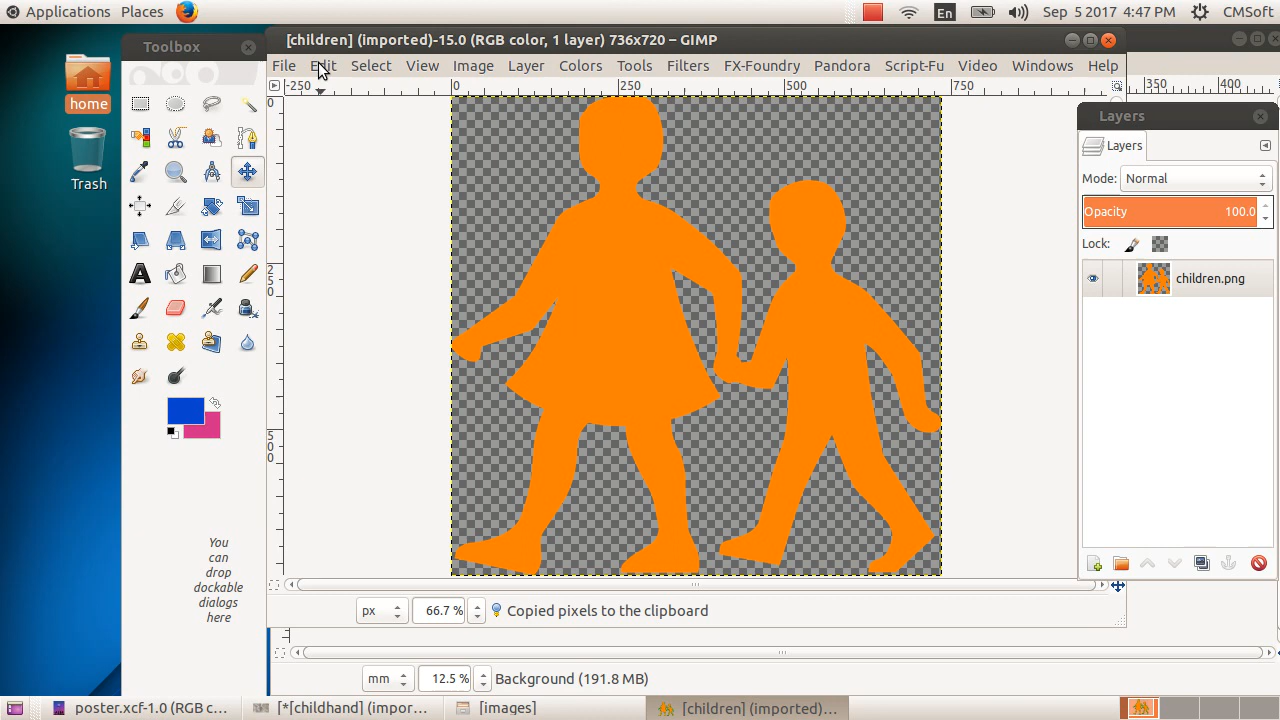 Applications Places En Sep 5 2017 4:47 PM CMSoft
home
Trash
Toolbox
[children] (imported)-15.0 (RGB color, 1 layer) 736x720 – GIMP
File Edit Select View Image Layer Colors Tools Filters FX-Foundry Pandora Script-Fu Video Windows Help
-250 0 250 500 750
350 400
0
250
500
A
You
can
drop
dockable
dialogs
here
Layers
Layers
Mode: Normal
Opacity 100.0
Lock:
children.png
px 66.7 % Copied pixels to the clipboard
mm 12.5 % Background (191.8 MB)
poster.xcf-1.0 (RGB c... [*[childhand] (impor... [images] [children] (imported)...